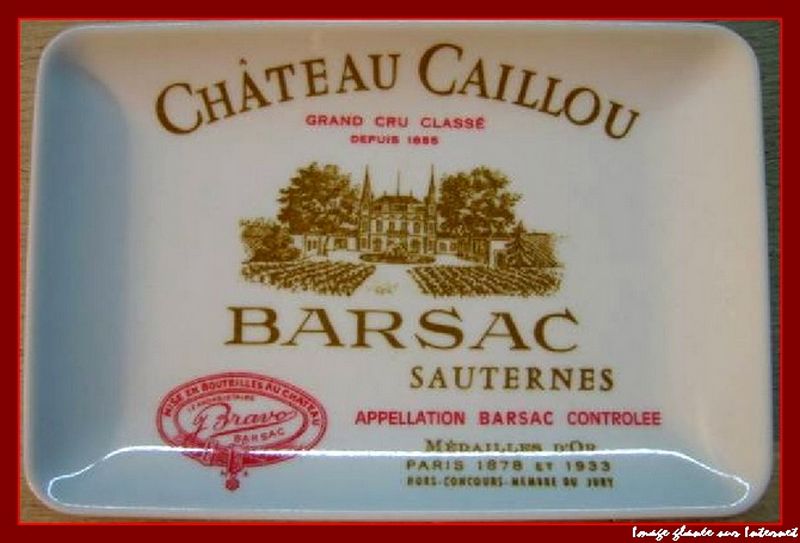 CHÂTEAU CAILLOU
GRAND CRU CLASSÉ
DEPUIS 1855
BARSAC
SAUTERNES
MISE EN BOUTEILLES AU CHÂTEAU
J. Bravo
BARSAC
APPELLATION BARSAC CONTROLEE
MÉDAILLES D'OR
PARIS 1878 ET 1933
HORS-CONCOURS-MEMBRE DU JURY
Image glanée sur Internet